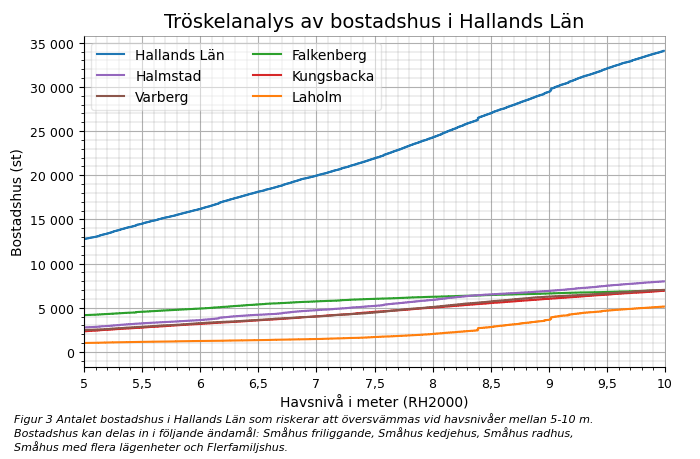 Tröskelanalys av bostadshus i Hallands Län
Hallands Län
Halmstad
Varberg
Falkenberg
Kungsbacka
Laholm
Bostadshus (st)
35 000
30 000
25 000
20 000
15 000
10 000
5 000
0
5 5,5 6 6,5 7 7,5 8 8,5 9 9,5 10
Havsnivå i meter (RH2000)
Figur 3 Antalet bostadshus i Hallands Län som riskerar att översvämmas vid havsnivåer mellan 5-10 m.
Bostadshus kan delas in i följande ändamål: Småhus friliggande, Småhus kedjehus, Småhus radhus,
Småhus med flera lägenheter och Flerfamiljshus.